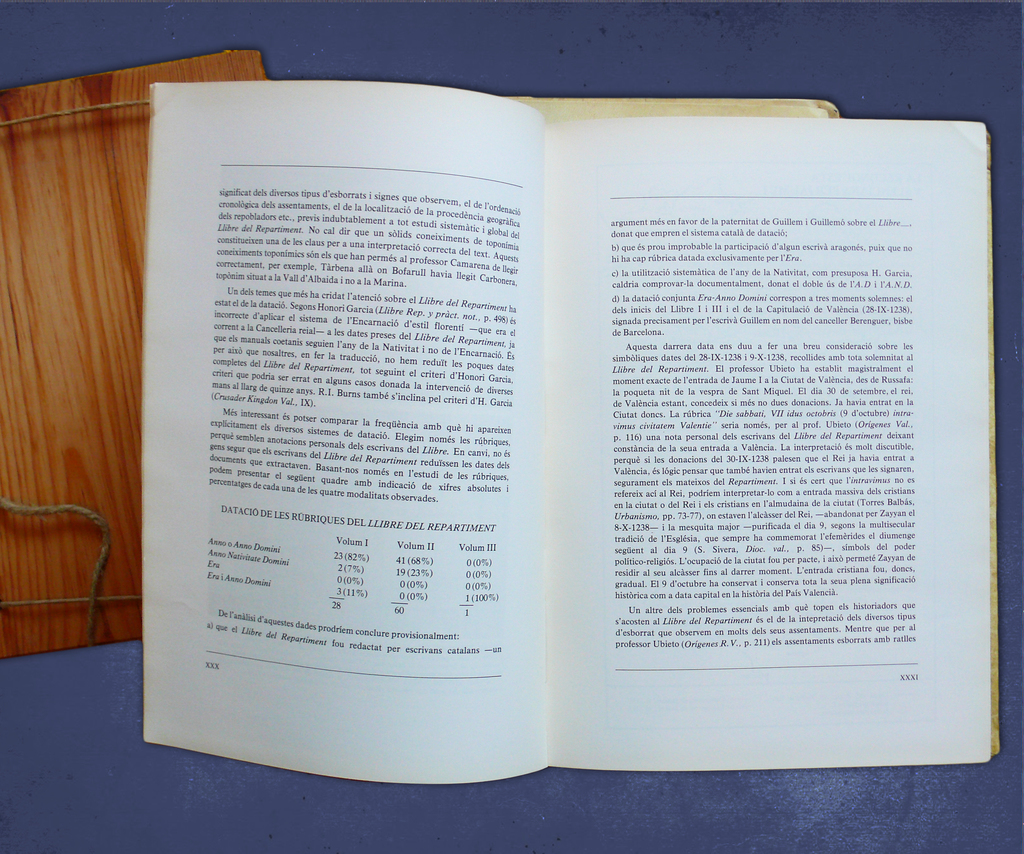 significat dels diversos tipus d'esborrats i signes que observem, el de l'ordenació
cronològica dels assentaments, el de la localització de la procedència geogràfica
dels repobladors etc., previs indubtablement a tot estudi sistemàtic i global del
Llibre del Repartiment. No cal dir que un sòlids coneixements de toponímia
constitueixen una de les claus per a una interpretació correcta del text. Aquests
coneixements toponímics són els que han permés al professor Camarena de llegir
correctament, per exemple, Tàrbena allà on Bofarull havia llegit Carbonera,
topònim situat a la Vall d'Albaida i no a la Marina.
Un dels temes que més ha cridat l'atenció sobre el Llibre del Repartiment ha
estat el de la datació. Segons Honori Garcia (Llibre Rep. y pràct. not., p. 498) és
incorrecte d'aplicar el sistema de l'Encarnació d'estil florentí —que era el
corrent a la Cancelleria reial— a les dates preses del Llibre del Repartiment, ja
que els manuals coetanis seguien l'any de la Nativitat i no de l'Encarnació. És
per això que nosaltres, en fer la traducció, no hem reduït les poques dates
completes del Llibre del Repartiment, tot seguint el criteri d'Honori Garcia,
criteri que podria ser errat en alguns casos donada la intervenció de diverses
mans al llarg de quinze anys. R.I. Burns també s'inclina pel criteri d'H. Garcia
(Crusader Kingdon Val., IX).
Més interessant és potser comparar la freqüència amb què hi apareixen
explícitament els diversos sistemes de datació. Elegim només les rúbriques,
perquè semblen anotacions personals dels escrivans del Llibre. En canvi, no és
gens segur que els escrivans del Llibre del Repartiment reduïssen les dates dels
documents que extractaven. Basant-nos només en l'estudi de les rúbriques,
podem presentar el següent quadre amb indicació de xifres absolutes i
percentatges de cada una de les quatre modalitats observades.
DATACIÓ DE LES RÚBRIQUES DEL LLIBRE DEL REPARTIMENT
Volum I Volum II Volum III
Anno o Anno Domini 23 (82%) 41 (68%) 0 (0%)
Anno Nativitate Domini 2 (7%) 19 (23%) 0 (0%)
Era 0 (0%) 0 (0%) 0 (0%)
Era i Anno Domini 3 (11%) 0 (0%) 1 (100%)
28 60 1
De l'anàlisi d'aquestes dades prodríem conclure provisionalment:
a) que el Llibre del Repartiment fou redactat per escrivans catalans —un
XXX
argument més en favor de la paternitat de Guillem i Guillemó sobre el Llibre...,
donat que empren el sistema català de datació;
b) que és prou improbable la participació d'algun escrivà aragonés, puix que no
hi ha cap rúbrica datada exclusivament per l'Era.
c) la utilització sistemàtica de l'any de la Nativitat, com presuposa H. Garcia,
caldria comprovar-la documentalment, donat el doble ús de l'A.D i l'A.N.D.
d) la datació conjunta Era-Anno Domini correspon a tres moments solemnes: el
dels inicis del Llibre I i III i el de la Capitulació de València (28-IX-1238),
signada precisament per l'escrivà Guillem en nom del canceller Berenguer, bisbe
de Barcelona.
Aquesta darrera data ens duu a fer una breu consideració sobre les
simbòliques dates del 28-IX-1238 i 9-X-1238, recollides amb tota solemnitat al
Llibre del Repartiment. El professor Ubieto ha establit magistralment el
moment exacte de l'entrada de Jaume I a la Ciutat de València, des de Russafa:
la poqueta nit de la vespra de Sant Miquel. El dia 30 de setembre, el rei,
de València estant, concedeix si més no dues donacions. Ja havia entrat en la
Ciutat doncs. La rúbrica "Die sabbati, VII idus octobris (9 d'octubre) intra-
vimus civitatem Valentie" seria només, per al prof. Ubieto (Orígenes Val.,
p. 116) una nota personal dels escrivans del Llibre del Repartiment deixant
constància de la seua entrada a València. La interpretació és molt discutible,
perquè si les donacions del 30-IX-1238 palesen que el Rei ja havia entrat a
València, és lógic pensar que també havien entrat els escrivans que les signaren,
segurament els mateixos del Repartiment. I si és cert que l'intravimus no es
refereix ací al Rei, podríem interpretar-lo com a entrada massiva dels cristians
en la ciutat o del Rei i els cristians en l'almudaina de la ciutat (Torres Balbás,
Urbanismo, pp. 73-77), on estaven l'alcàsser del Rei, —abandonat per Zayyen el
8-X-1238— i la mesquita major —purificada el dia 9, segons la multisecular
tradició de l'Església, que sempre ha commemorat l'efemèrides el diumenge
següent al dia 9 (S. Sivera, Dioc. val., p. 85)—, símbols del poder
político-religiós. L'ocupació de la ciutat fou per pacte, i això permeté Zayyen de
residir al seu alcàsser fins al darrer moment. L'entrada cristiana fou, doncs,
gradual. El 9 d'octubre ha conservat i conserva tota la seua plena significació
històrica com a data capital en la història del País Valencià.
Un altre dels problemes essencials amb què topen els historiadors que
s'acosten al Llibre del Repartiment és el de la intepretació dels diversos tipus
d'esborrat que observem en molts dels seus assentaments. Mentre que per al
professor Ubieto (Orígenes R.V., p. 211) els assentaments esborrats amb ratlles
XXXI